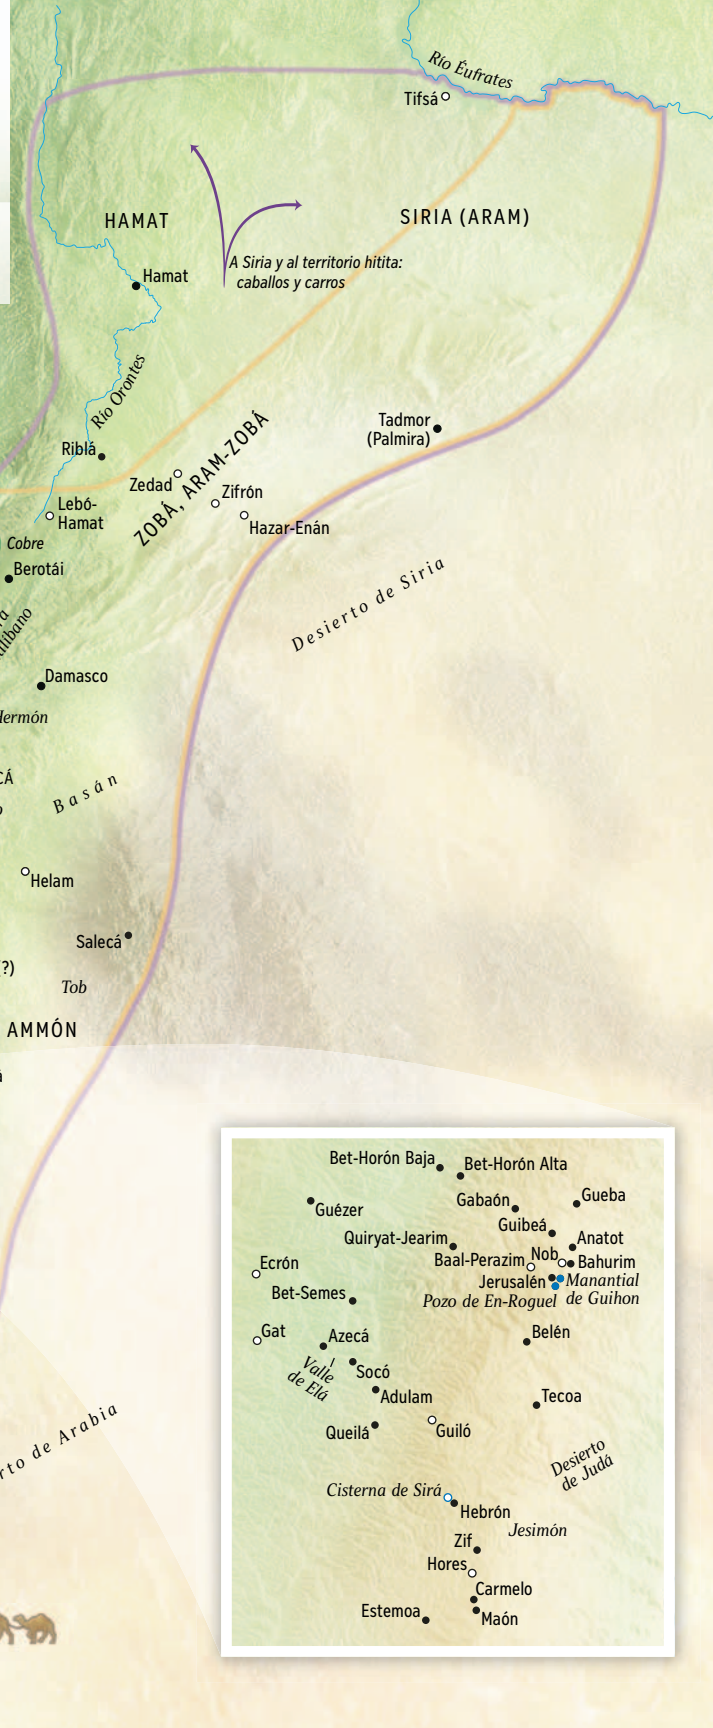 Río Éufrates
Tifsá
HAMAT
SIRIA (ARAM)
A Siria y al territorio hitita:
caballos y carros
Hamat
Río Orontes
Tadmor
(Palmira)
Riblá
Zedad
ZOBÁ, ARAM-ZOBÁ
Zifrón
Lebó-
Hamat
Hazar-Enán
Cobre
Berotái
Desierto de Siria
Damasco
Basán
Helam
Salecá
(?)
Tob
AMMÓN
Bet-Horón Baja
Bet-Horón Alta
Guézer
Gabaón
Gueba
Guibeá
Quiryat-Jearim
Anatot
Baal-Perazim
Nob
Bahurim
Ecrón
Jerusalén
Manantial
de Guihon
Pozo de En-Roguel
Bet-Semes
Gat
Azecá
Belén
Valle
de Elá
Socó
Adulam
Tecoa
Queilá
Guiló
Desierto
de Judá
Cisterna de Sirá
Hebrón
Jesimón
Zif
Hores
Carmelo
Estemoa
Maón
de Arabia